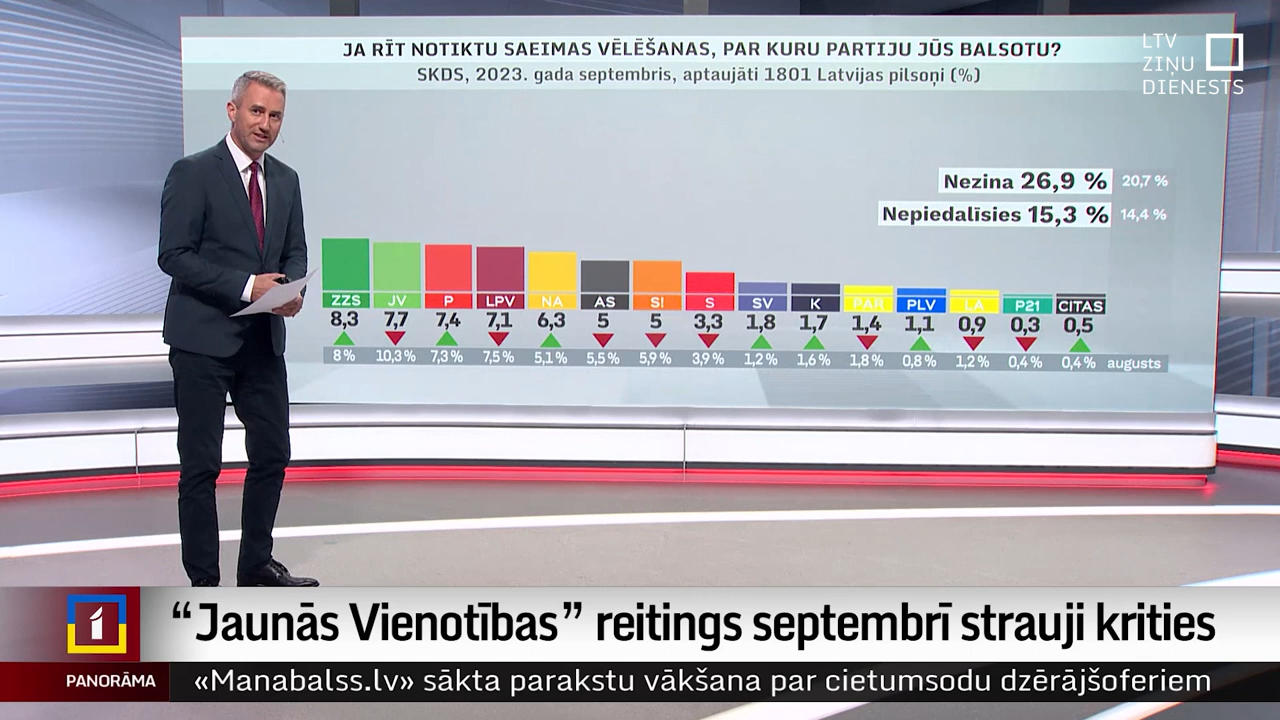 JA RĪT NOTIKTU SAEIMAS VĒLĒŠANAS, PAR KURU PARTIJU JŪS BALSOTU?
SKDS, 2023. gada septembris, aptaujāti 1801 Latvijas pilsoņi (%)
LTV
ZIŅU
DIENESTS
Nezina 26,9 % 20,7 %
Nepiedalīsies 15,3 % 14,4 %
ZZS JV P LPV NA AS S! S SV K PAR PLV LA P21 CITAS
8,3 7,7 7,4 7,1 6,3 5 5 3,3 1,8 1,7 1,4 1,1 0,9 0,3 0,5
8 % 10,3 % 7,3 % 7,5 % 5,1 % 5,5 % 5,9 % 3,9 % 1,2 % 1,6 % 1,8 % 0,8 % 1,2 % 0,4 % 0,4 % augusts
1 “Jaunās Vienotības” reitings septembrī strauji krities
PANORĀMA «Manabalss.lv» sākta parakstu vākšana par cietumsodu dzērājšoferiem